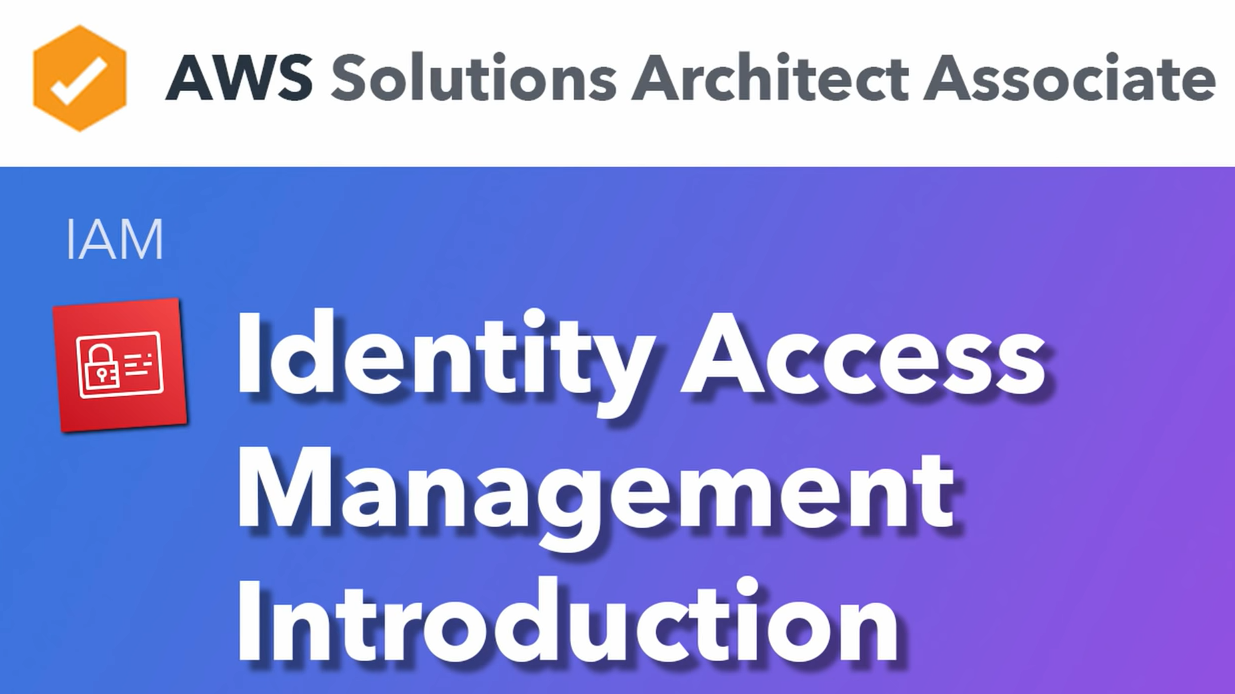 AWS Solutions Architect Associate
IAM
Identity Access
Management
Introduction